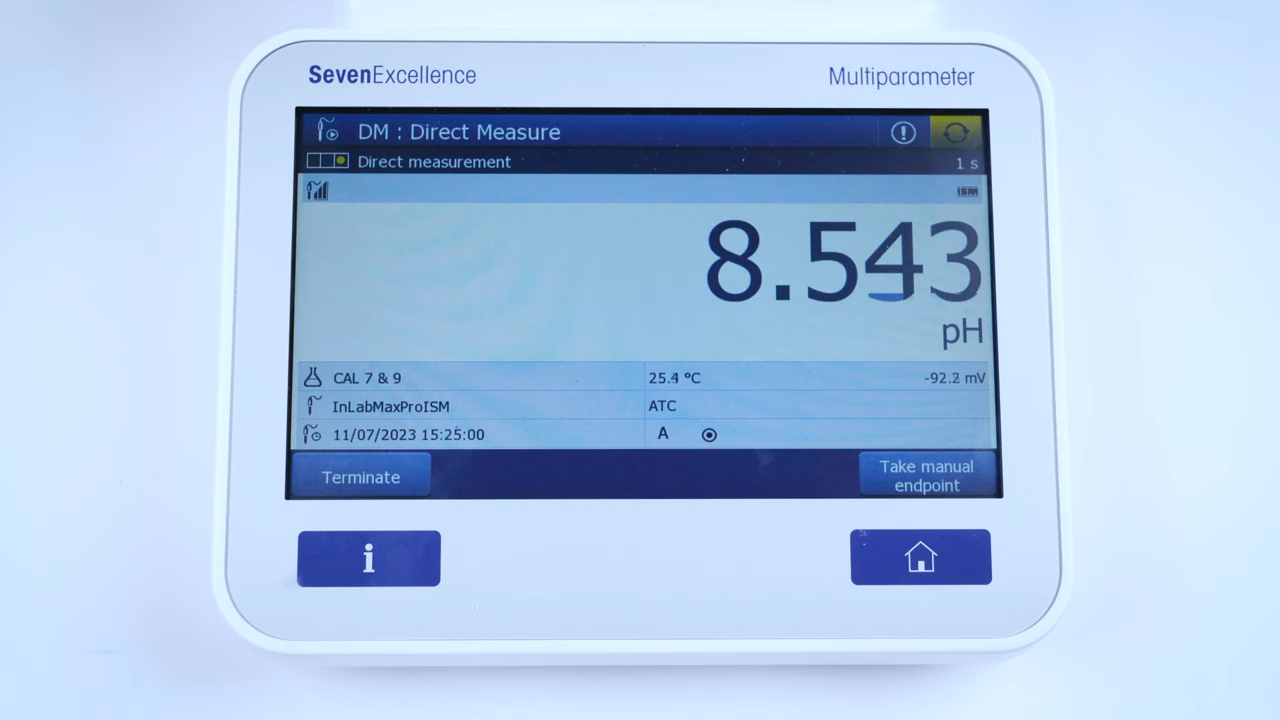 SevenExcellence Multiparameter
DM : Direct Measure
Direct measurement 1 s
ISM
8.543
pH
CAL 7 & 9 25.4 °C -92.2 mV
InLabMaxProISM ATC
11/07/2023 15:25:00 A
Terminate
Take manual
endpoint
i